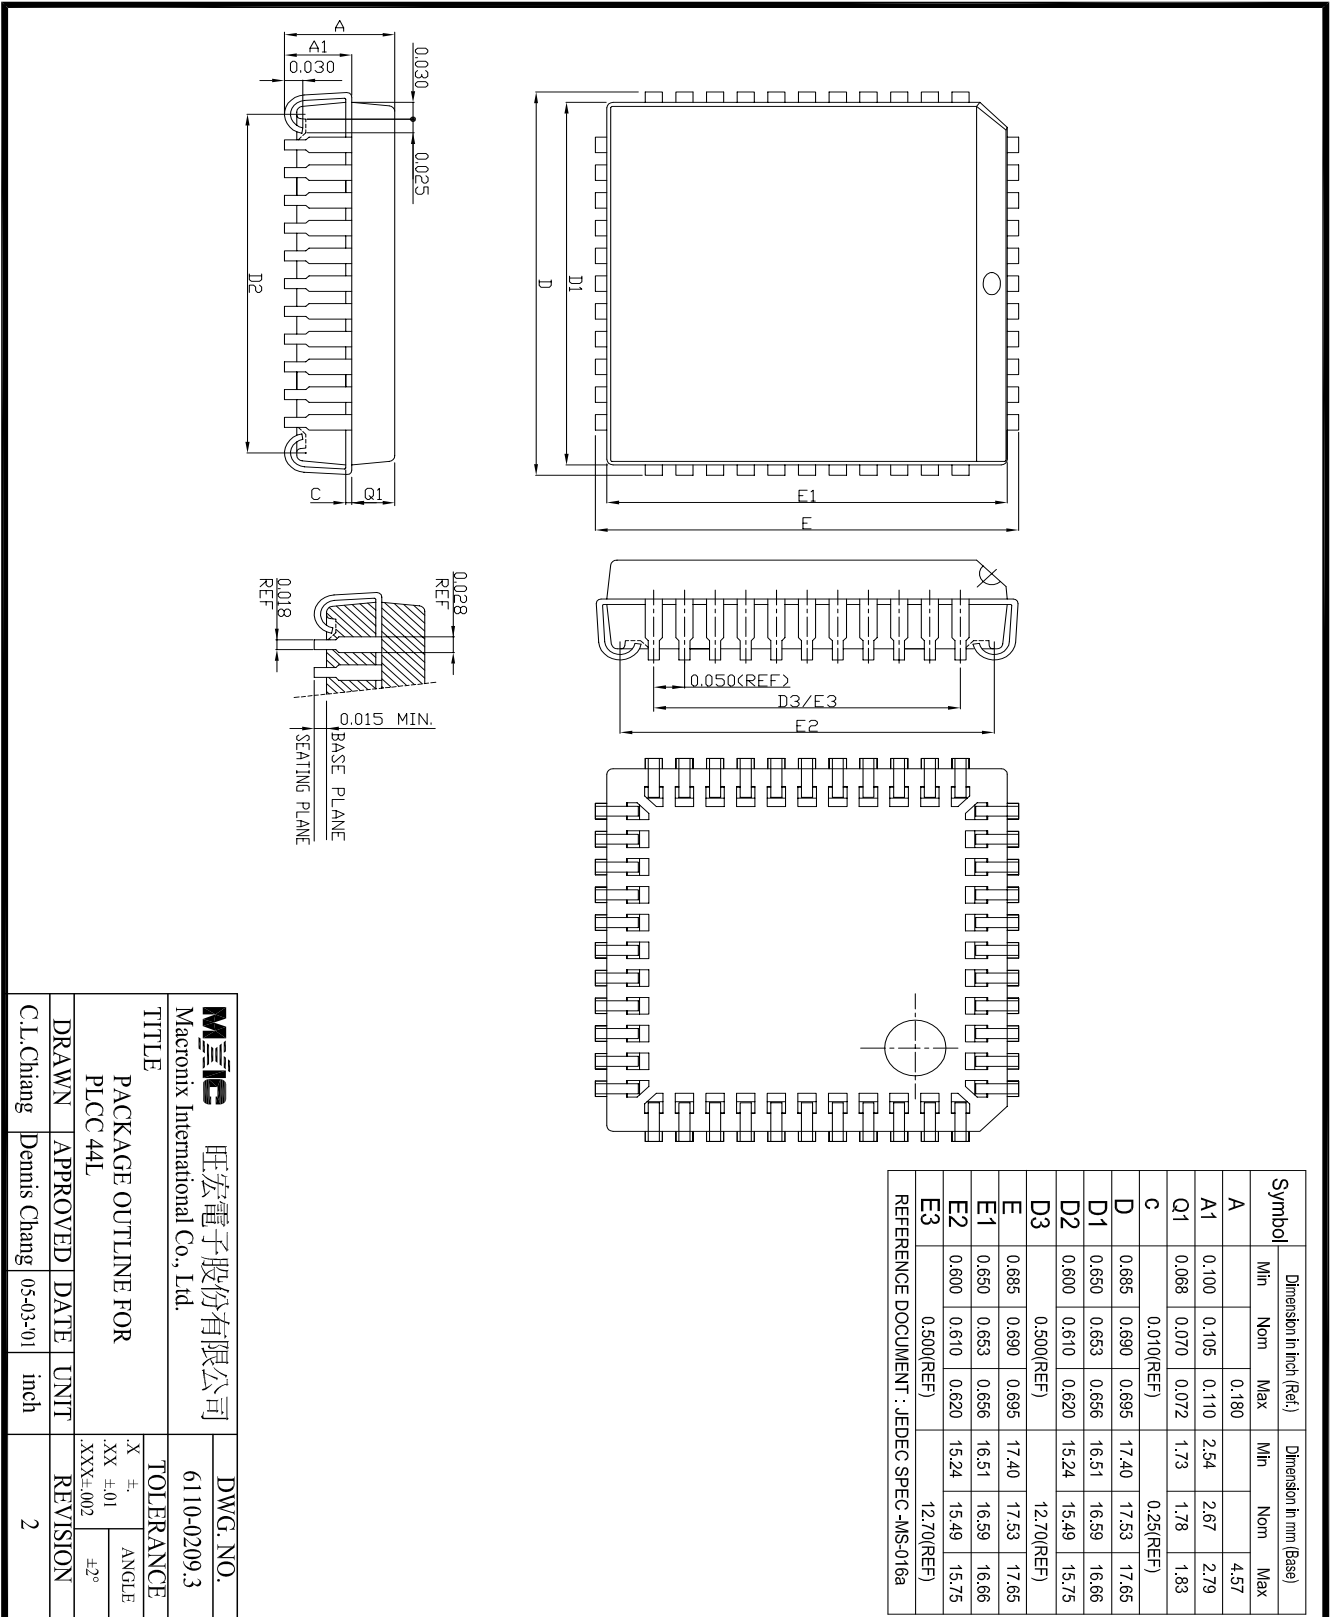 A
A1
0.030
0.030
0.025
D2
C
Q1
D
D1
E1
E
0.050(REF)
D3/E3
E2
0.028
REF
0.018
REF
0.015 MIN.
BASE PLANE
SEATING PLANE
Symbol Dimension in inch (Ref.) Dimension in mm (Base)
Min Nom Max Min Nom Max
A 0.180 4.57
A1 0.100 0.105 0.110 2.54 2.67 2.79
Q1 0.068 0.070 0.072 1.73 1.78 1.83
C 0.010(REF) 0.25(REF)
D 0.685 0.690 0.695 17.40 17.53 17.65
D1 0.650 0.653 0.656 16.51 16.59 16.66
D2 0.600 0.610 0.620 15.24 15.49 15.75
D3 0.500(REF) 12.70(REF)
E 0.685 0.690 0.695 17.40 17.53 17.65
E1 0.650 0.653 0.656 16.51 16.59 16.66
E2 0.600 0.610 0.620 15.24 15.49 15.75
E3 0.500(REF) 12.70(REF)
REFERENCE DOCUMENT : JEDEC SPEC -MS-016a
MXIC 旺宏電子股份有限公司
Macronix International Co., Ltd.
DWG. NO.
6110-0209.3
TITLE
PACKAGE OUTLINE FOR
PLCC 44L
TOLERANCE
.X ±.
.XX ±.01
.XXX±.002
ANGLE
±2°
DRAWN APPROVED DATE UNIT REVISION
C.L.Chiang Dennis Chang 05-03-'01 inch 2